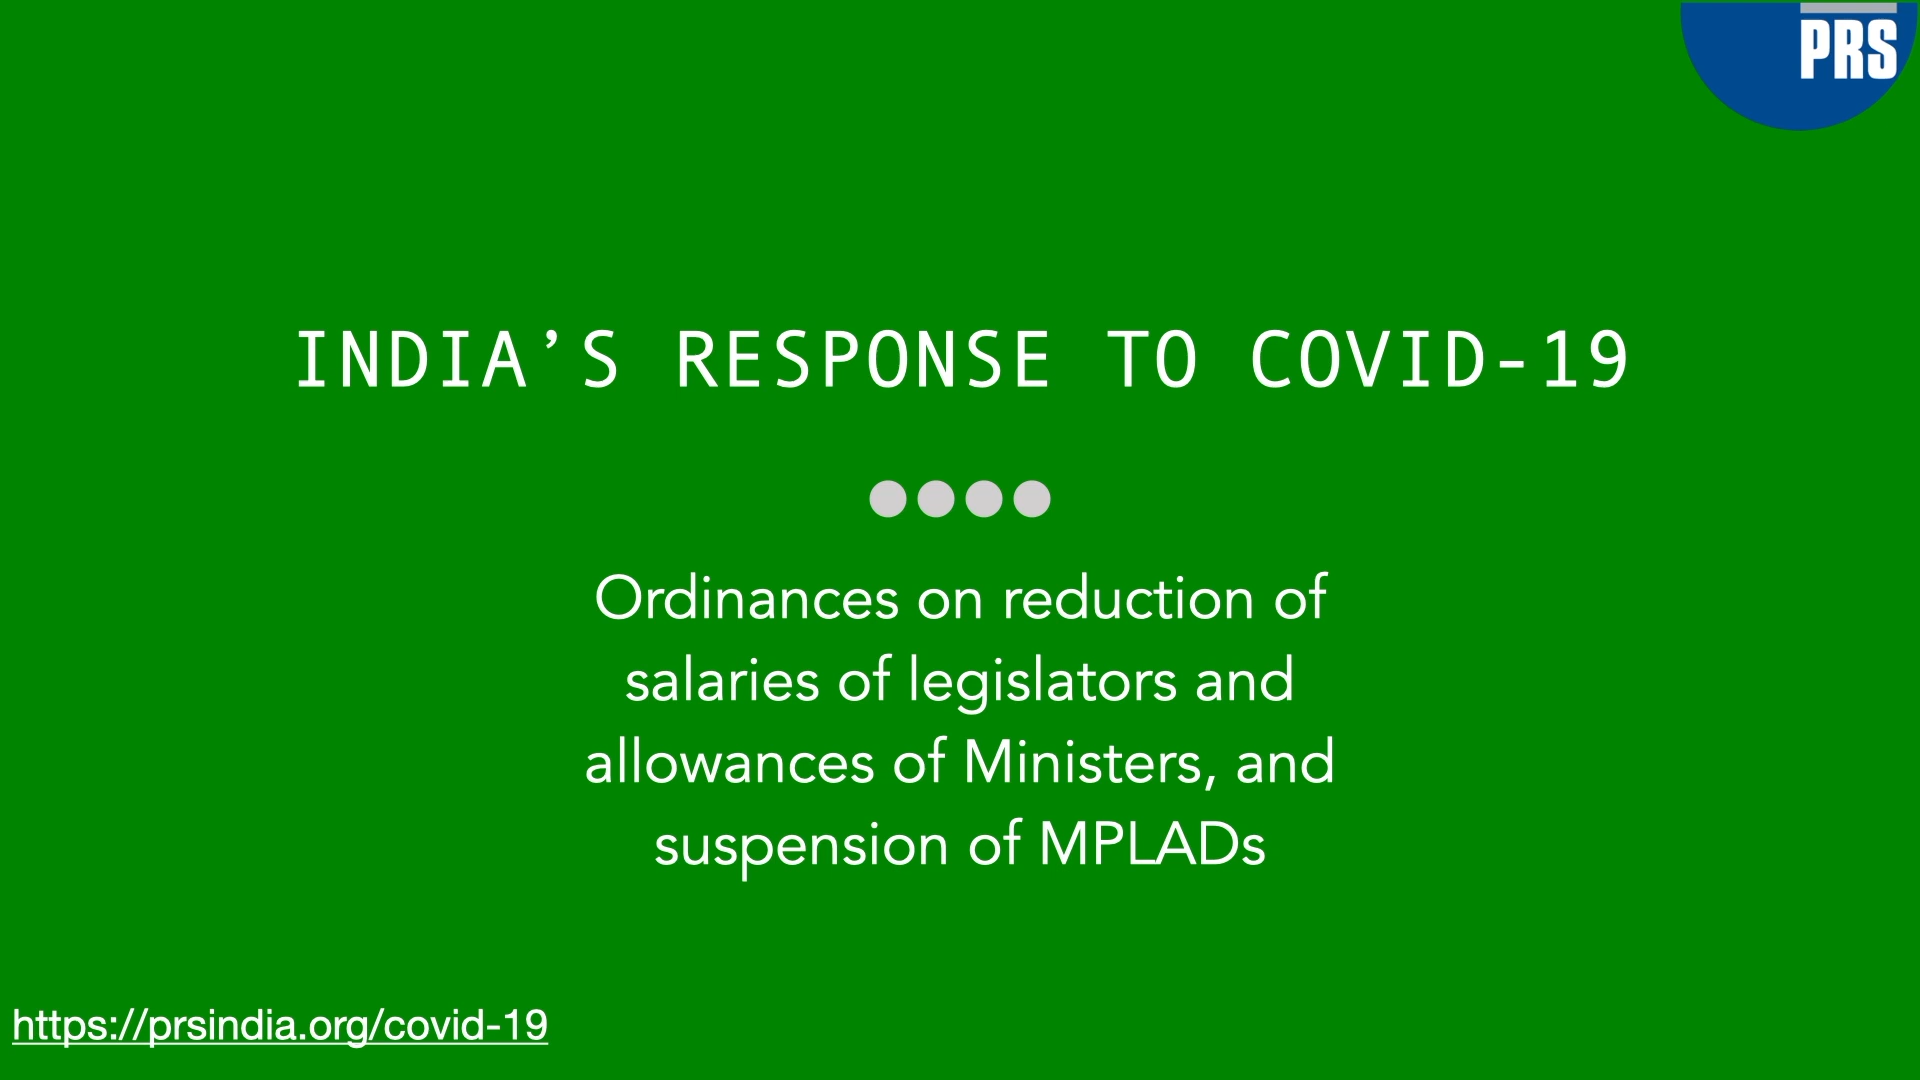 PRS
INDIA’S RESPONSE TO COVID-19
Ordinances on reduction of
salaries of legislators and
allowances of Ministers, and
suspension of MPLADs
https://prsindia.org/covid-19